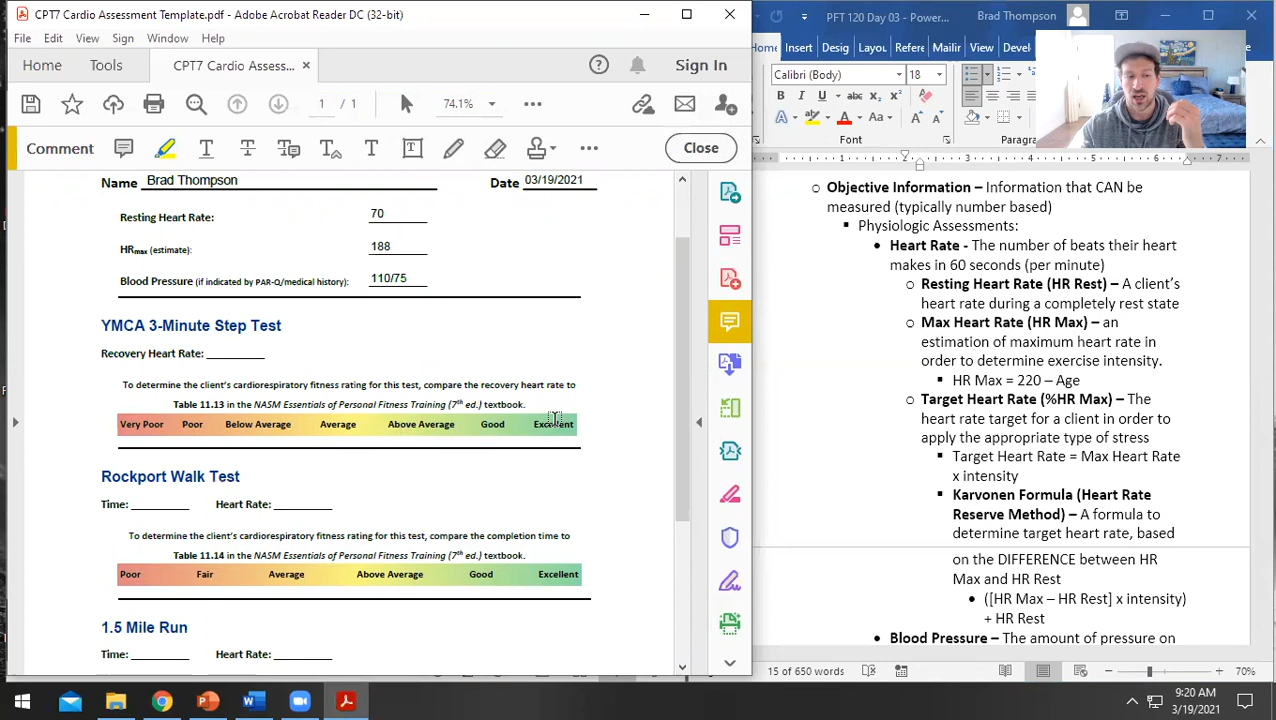 CPT7 Cardio Assessment Template.pdf - Adobe Acrobat Reader DC (32-bit)
File Edit View Sign Window Help
Home Tools CPT7 Cardio Assess... × Sign In
/ 1 74.1%
Comment Close
Name Brad Thompson Date 03/19/2021
Resting Heart Rate: 70
HRmax (estimate): 188
Blood Pressure (if indicated by PAR-Q/medical history): 110/75
YMCA 3-Minute Step Test
Recovery Heart Rate:
To determine the client's cardiorespiratory fitness rating for this test, compare the recovery heart rate to
Table 11.13 in the NASM Essentials of Personal Fitness Training (7th ed.) textbook.
Very Poor Poor Below Average Average Above Average Good Excellent
Rockport Walk Test
Time: Heart Rate:
To determine the client's cardiorespiratory fitness rating for this test, compare the completion time to
Table 11.14 in the NASM Essentials of Personal Fitness Training (7th ed.) textbook.
Poor Fair Average Above Average Good Excellent
1.5 Mile Run
Time: Heart Rate:
PFT 120 Day 03 - Power... Brad Thompson
Home Insert Desig Layou Refere Mailin View Devel
Calibri (Body) 18
B I U abc x₂ x² A
A A Aa A A
Font Paragra
1 2 3 4 5 6 7
Objective Information – Information that CAN be
measured (typically number based)
Physiologic Assessments:
Heart Rate - The number of beats their heart
makes in 60 seconds (per minute)
Resting Heart Rate (HR Rest) – A client's
heart rate during a completely rest state
Max Heart Rate (HR Max) – an
estimation of maximum heart rate in
order to determine exercise intensity.
HR Max = 220 – Age
Target Heart Rate (%HR Max) – The
heart rate target for a client in order to
apply the appropriate type of stress
Target Heart Rate = Max Heart Rate
x intensity
Karvonen Formula (Heart Rate
Reserve Method) – A formula to
determine target heart rate, based
on the DIFFERENCE between HR
Max and HR Rest
([HR Max – HR Rest] x intensity)
+ HR Rest
Blood Pressure – The amount of pressure on
15 of 650 words 70%
9:20 AM
3/19/2021